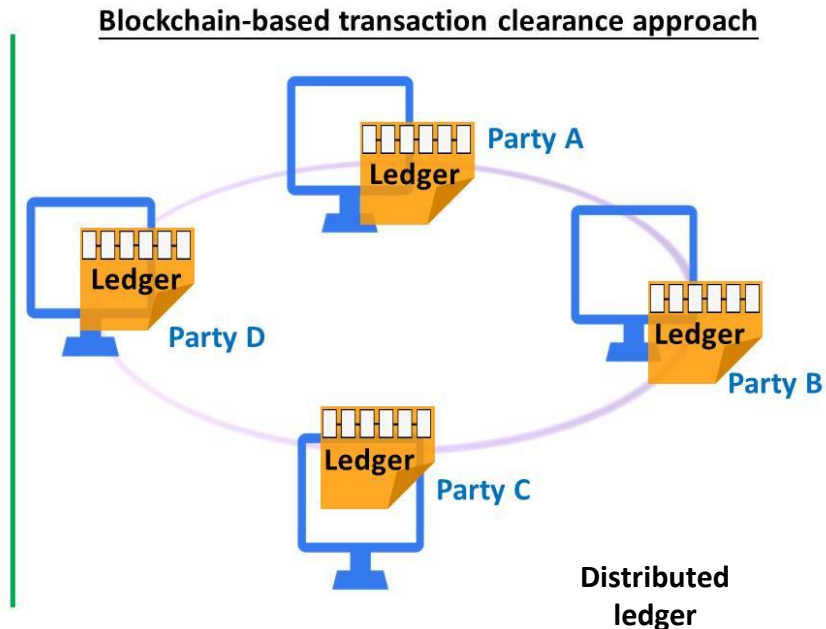 Blockchain-based transaction clearance approach
Party A
Ledger
Ledger
Party D
Ledger
Party B
Ledger
Party C
Distributed
ledger